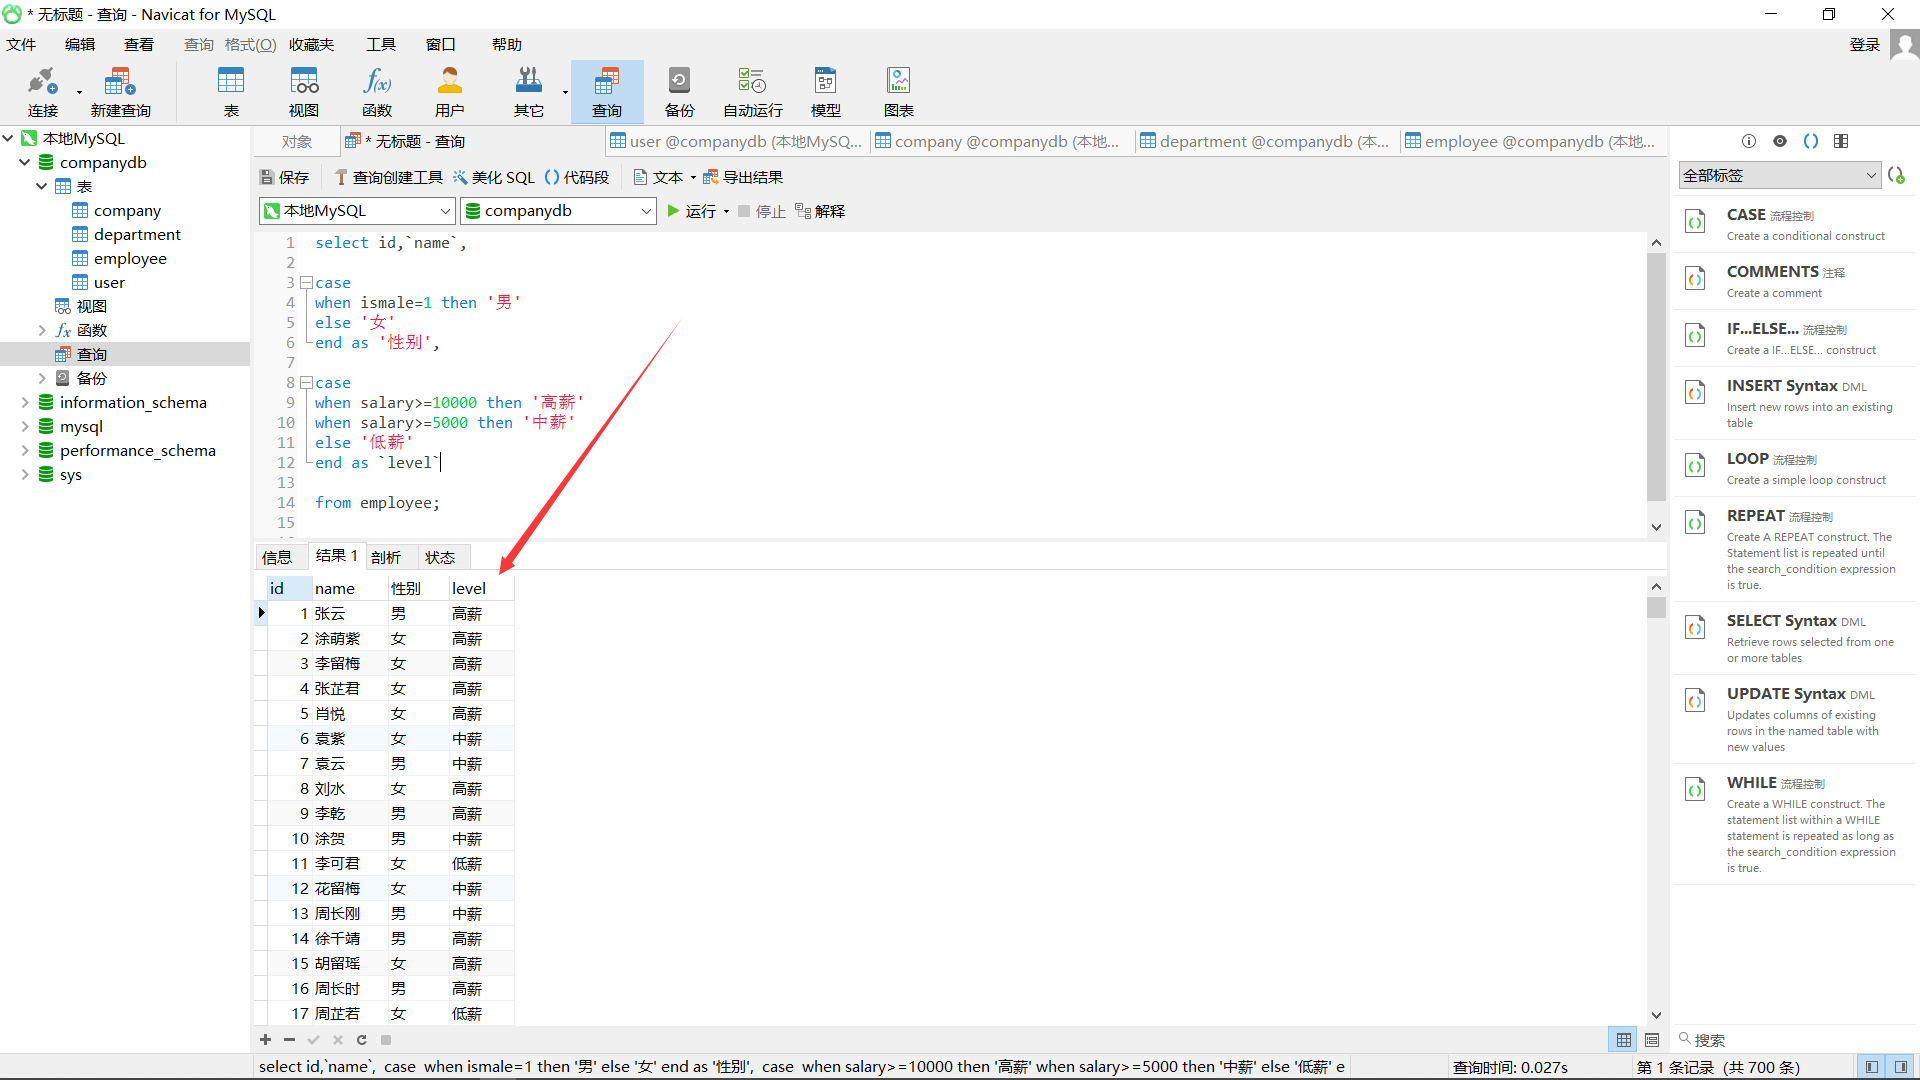 * 无标题 - 查询 - Navicat for MySQL
文件 编辑 查看 查询 格式(O) 收藏夹 工具 窗口 帮助 登录
连接 新建查询 表 视图 函数 用户 其它 查询 备份 自动运行 模型 图表
本地MySQL
companydb
表
company
department
employee
user
视图
函数
查询
备份
information_schema
mysql
performance_schema
sys
对象 * 无标题 - 查询 user @companydb (本地MySQ... company @companydb (本地... department @companydb (本... employee @companydb (本地...
保存 查询创建工具 美化 SQL 代码段 文本 导出结果
本地MySQL companydb 运行 停止 解释
1 select id,`name`,
2
3 case
4 when ismale=1 then '男'
5 else '女'
6 end as '性别',
7
8 case
9 when salary>=10000 then '高薪'
10 when salary>=5000 then '中薪'
11 else '低薪'
12 end as `level`
13
14 from employee;
15
信息 结果 1 剖析 状态
id name 性别 level
1 张云 男 高薪
2 涂萌紫 女 高薪
3 李留梅 女 高薪
4 张芷君 女 高薪
5 肖悦 女 高薪
6 袁紫 女 中薪
7 袁云 男 中薪
8 刘水 女 高薪
9 李乾 男 高薪
10 涂贺 男 中薪
11 李可君 女 低薪
12 花留梅 女 中薪
13 周长刚 男 中薪
14 徐千靖 男 高薪
15 胡留瑶 女 高薪
16 周长时 男 高薪
17 周芷若 女 低薪
select id,`name`, case when ismale=1 then '男' else '女' end as '性别', case when salary>=10000 then '高薪' when salary>=5000 then '中薪' else '低薪' e
查询时间: 0.027s
第 1 条记录 (共 700 条)
全部标签
CASE 流程控制
Create a conditional construct
COMMENTS 注释
Create a comment
IF...ELSE... 流程控制
Create a IF...ELSE... construct
INSERT Syntax DML
Insert new rows into an existing
table
LOOP 流程控制
Create a simple loop construct
REPEAT 流程控制
Create A REPEAT construct. The
Statement list is repeated until
the search_condition expression
is true.
SELECT Syntax DML
Retrieve rows selected from one
or more tables
UPDATE Syntax DML
Updates columns of existing
rows in the named table with
new values
WHILE 流程控制
Create a WHILE construct. The
statement list within a WHILE
statement is repeated as long as
the search_condition expression
is true.
搜索